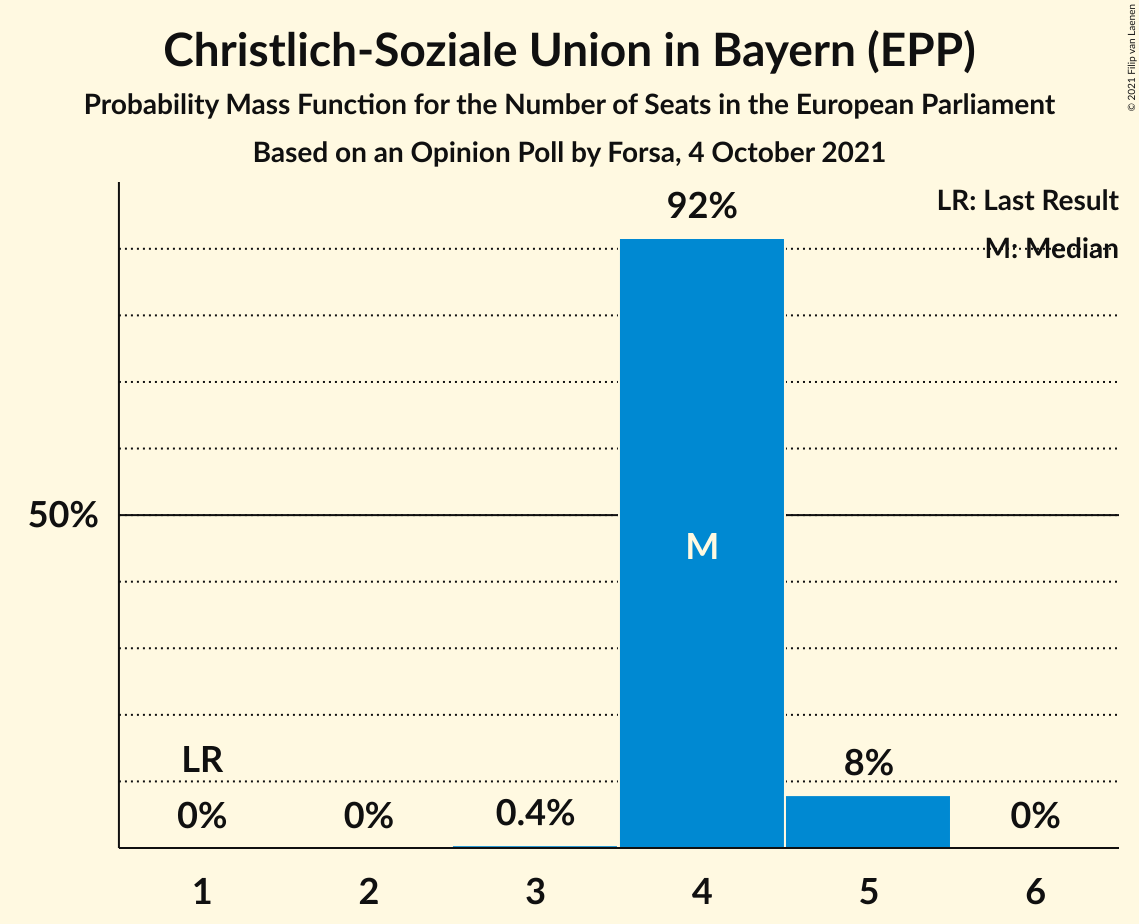 Christlich-Soziale Union in Bayern (EPP)
Probability Mass Function for the Number of Seats in the European Parliament
Based on an Opinion Poll by Forsa, 4 October 2021
© 2021 Filip van Laenen
LR: Last Result
M: Median
92%
50%
M
LR
8%
0%
0%
0.4%
0%
1
2
3
4
5
6